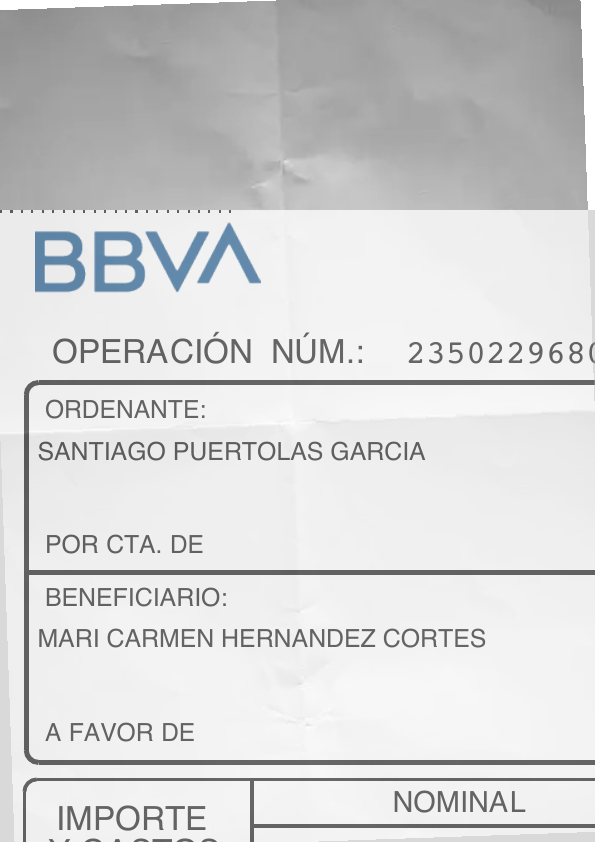 BBVA
OPERACIÓN NÚM.: 2350229680
ORDENANTE:
SANTIAGO PUERTOLAS GARCIA
POR CTA. DE
BENEFICIARIO:
MARI CARMEN HERNANDEZ CORTES
A FAVOR DE
NOMINAL
IMPORTE
Y GASTOS